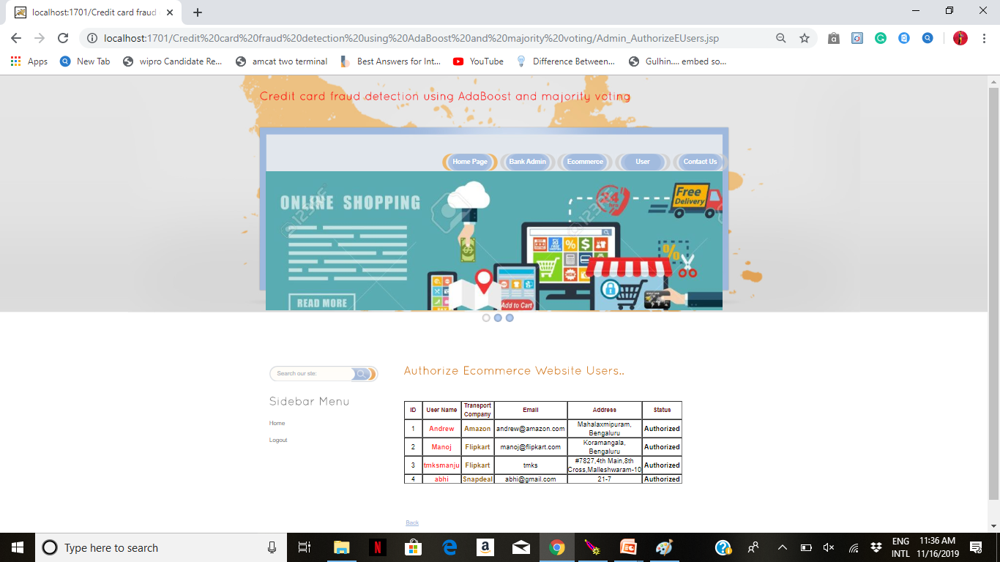 localhost:1701/Credit card fraud
localhost:1701/Credit%20card%20fraud%20detection%20using%20AdaBoost%20and%20majority%20voting/Admin_AuthorizeEUsers.jsp
Apps New Tab wipro Candidate Re... amcat two terminal Best Answers for Int... YouTube Difference Between... Gulhin.... embed so...
Credit card fraud detection using AdaBoost and majority voting
Home Page Bank Admin Ecommerce User Contact Us
ONLINE SHOPPING
24
Free
Delivery
NEW
READ MORE
Add to Cart
123RF
123RF
Search our ste:
Sidebar Menu
Home
Logout
Authorize Ecommerce Website Users..
ID User Name Transport Company Email Address Status
1 Andrew Amazon andrew@amazon.com Mahalaxmipuram, Bengaluru Authorized
2 Manoj Flipkart manoj@flipkart.com Koramangala, Bengaluru Authorized
3 tmksmanju Flipkart tmks #7827,4th Main,8th Cross,Malleshwaram-10 Authorized
4 abhi Snapdeal abhi@gmail.com 21-7 Authorized
Back
Type here to search
ENG
INTL
11:36 AM
11/16/2019